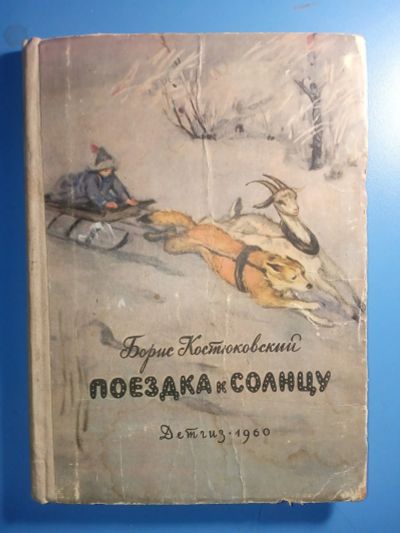 Борис Костюковский
ПОЕЗДКА к СОЛНЦУ
Детгиз·1960